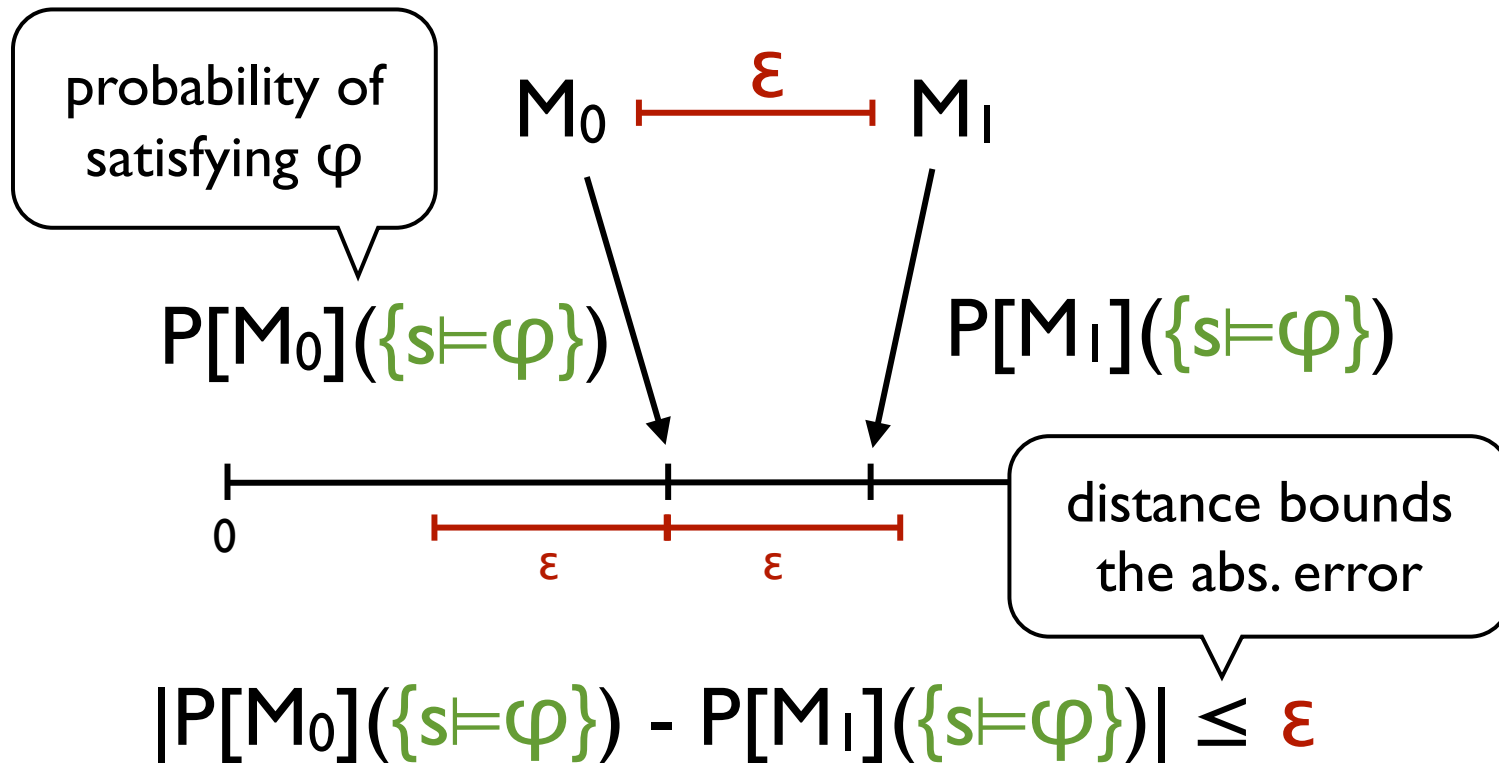 probability of
satisfying φ
M₀ ε M₁
P[M₀]({s⊨φ}) P[M₁]({s⊨φ})
0
ε ε
distance bounds
the abs. error
|P[M₀]({s⊨φ}) - P[M₁]({s⊨φ})| ≤ ε